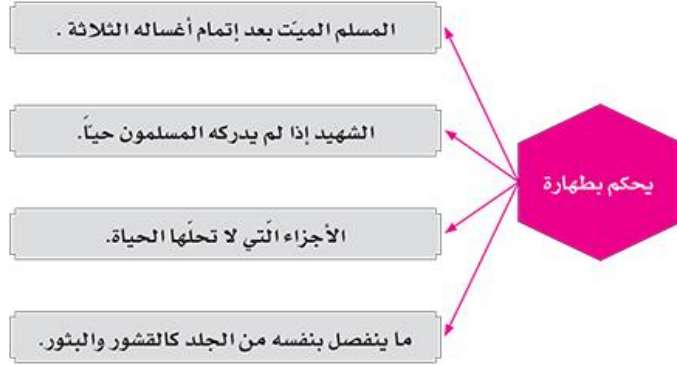 يحكم بطهارة
المسلم الميّت بعد إتمام أغساله الثلاثة .
الشهيد إذا لم يدركه المسلمون حيّاً.
الأجزاء الّتي لا تحلّها الحياة.
ما ينفصل بنفسه من الجلد كالقشور والبثور.